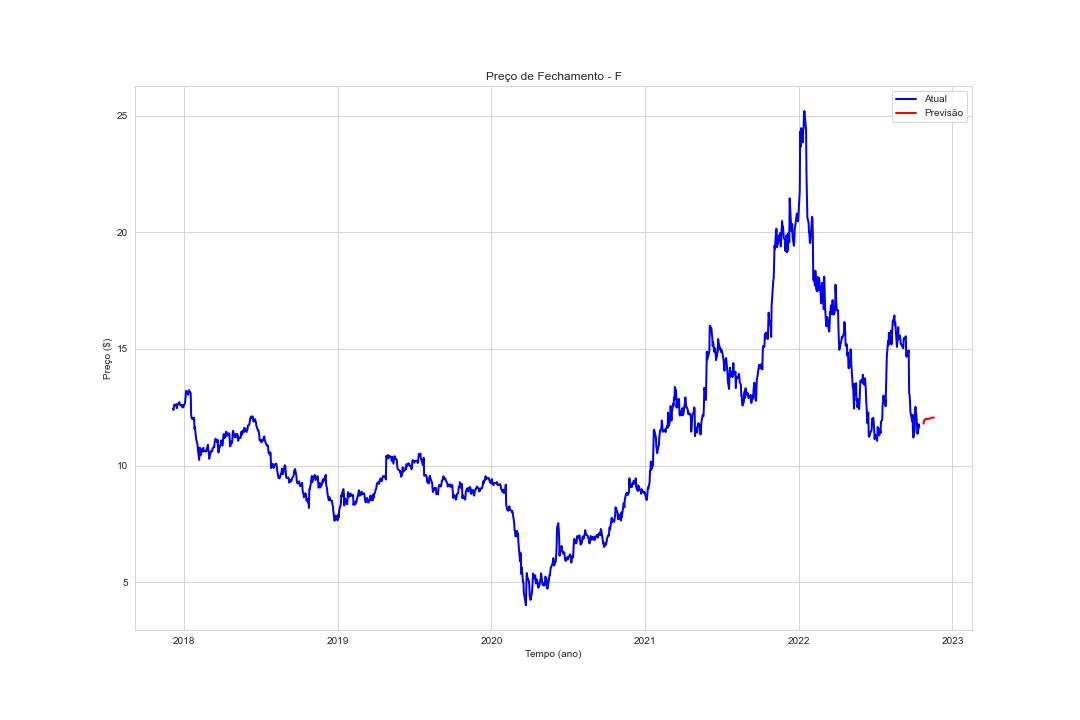 Preço de Fechamento - F
Atual
Previsão
25
20
15
10
5
Preço ($)
2018 2019 2020 2021 2022 2023
Tempo (ano)